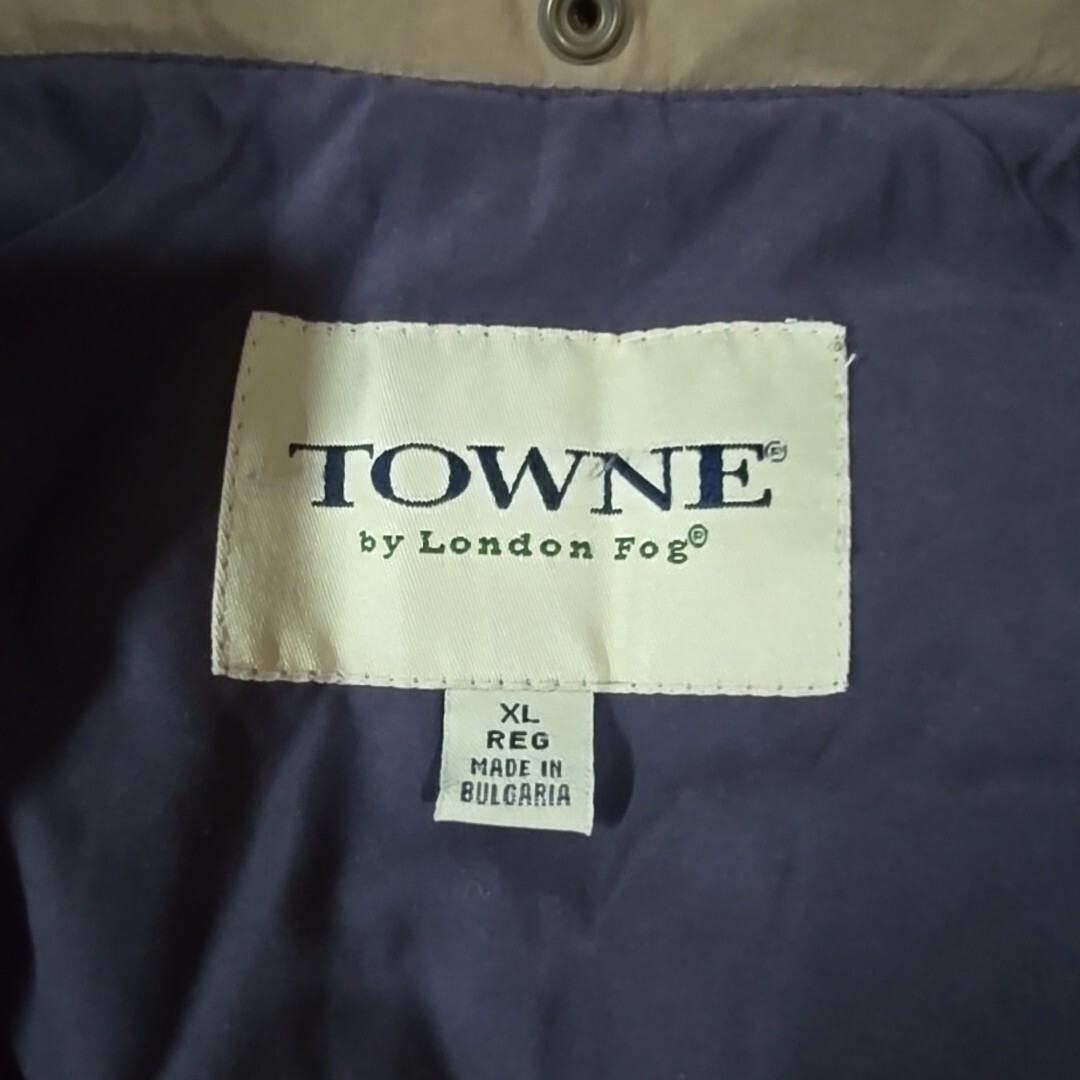 TOWNE®
by London Fog®
XL
REG
MADE IN
BULGARIA